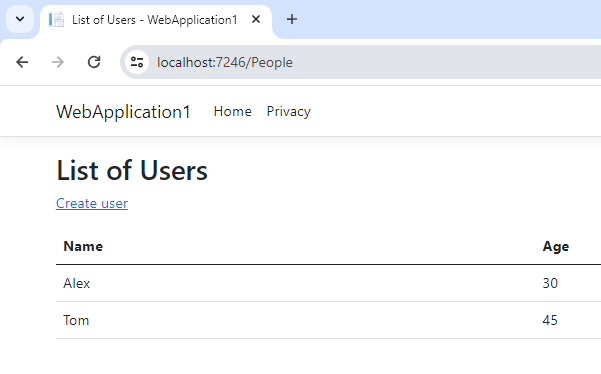 List of Users - WebApplication1
localhost:7246/People
WebApplication1 Home Privacy
List of Users
Create user
Name Age
Alex 30
Tom 45